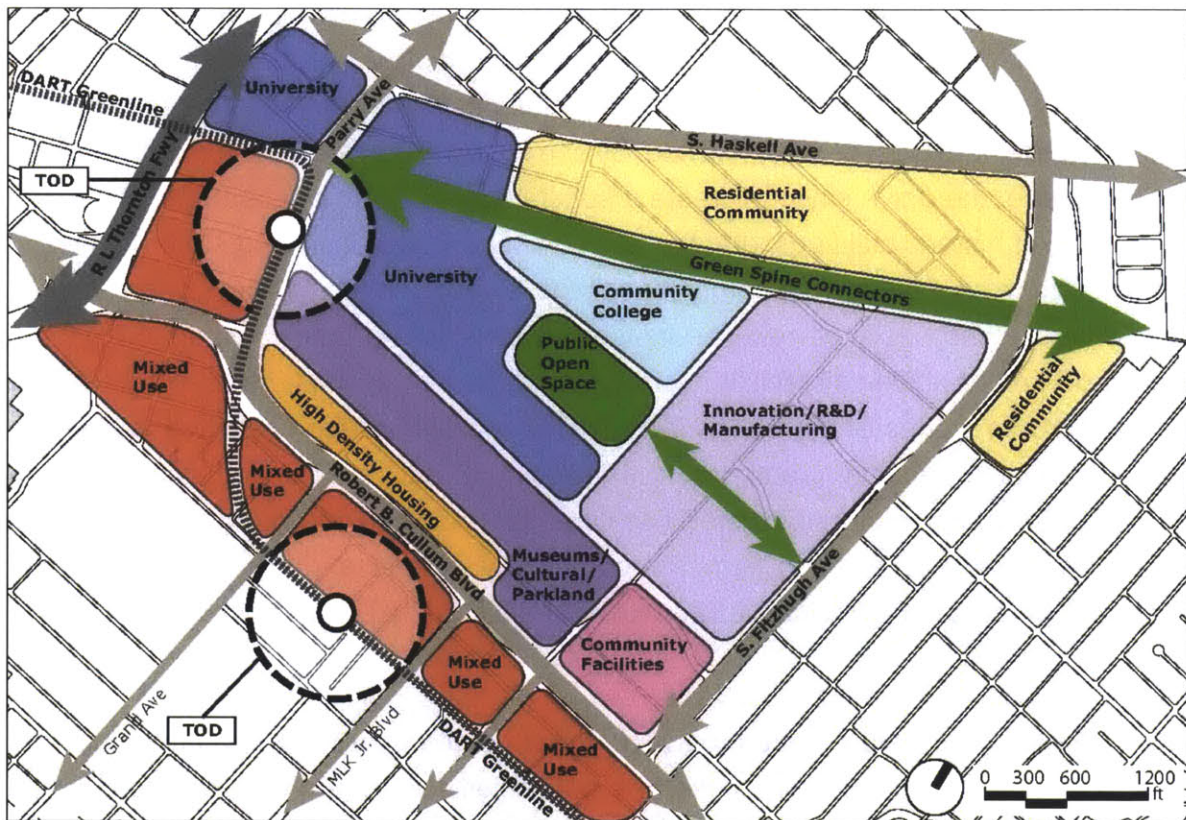 University
DART Greenline
Parry Ave
R L Thornton Fwy
TOD
S. Haskell Ave
Residential
Community
Green Spine Connectors
University
Community
College
Public
Open
Space
Mixed
Use
High Density Housing
Innovation/R&D/
Manufacturing
Residential
Community
Mixed
Use
Robert B. Cullum Blvd
Museums/
Cultural/
Parkland
S. Fitzhugh Ave
Community
Facilities
Mixed
Use
TOD
Grand Ave
MLK Jr. Blvd
DART Greenline
Mixed
Use
0 300 600 1200
ft